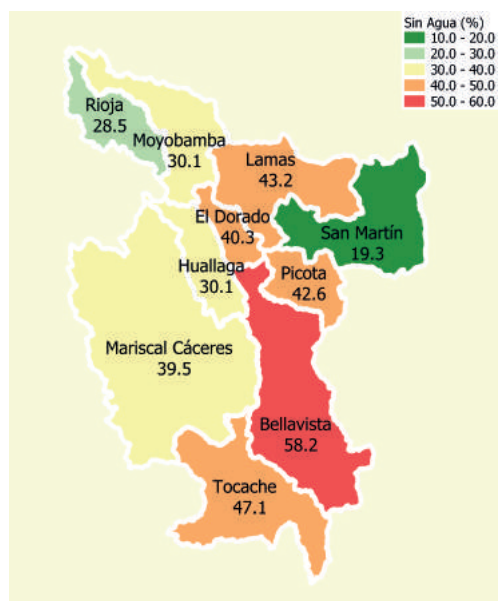 Sin Agua (%)
10.0 - 20.0
20.0 - 30.0
30.0 - 40.0
40.0 - 50.0
50.0 - 60.0
Rioja
28.5
Moyobamba
30.1
Lamas
43.2
El Dorado
40.3
San Martín
19.3
Huallaga
30.1
Picota
42.6
Mariscal Cáceres
39.5
Bellavista
58.2
Tocache
47.1